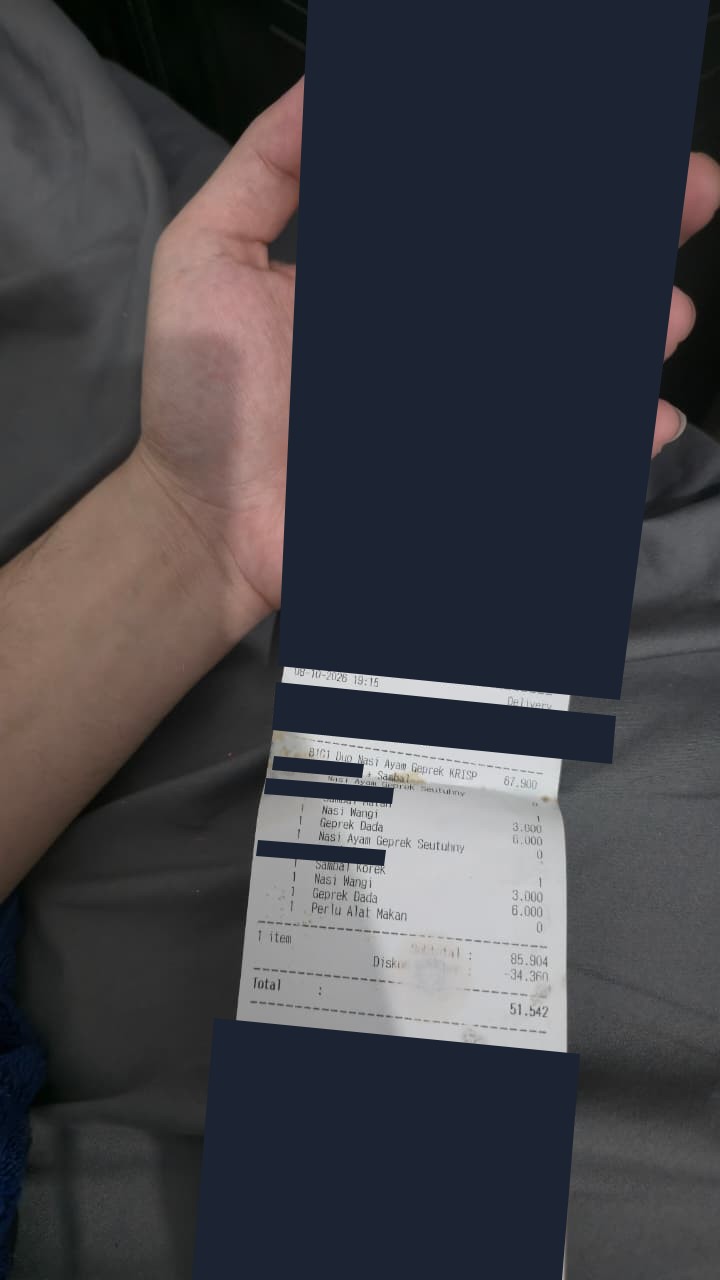 08-10-2026 19:15
Delivery
BIG1 Duo Nasi Ayam Geprek KRISP 67.900
+ Sambal
Nasi Ayam Geprek Seutuhny 0
1
1 Nasi Wangi 3.000
1 Geprek Dada 6.000
1 Nasi Ayam Geprek Seutuhny 0
1 Sambal Korek 1
1 Nasi Wangi 3.000
1 Geprek Dada 6.000
1 Perlu Alat Makan 0
1 item : 85.904
-34.360
Total : 51.542